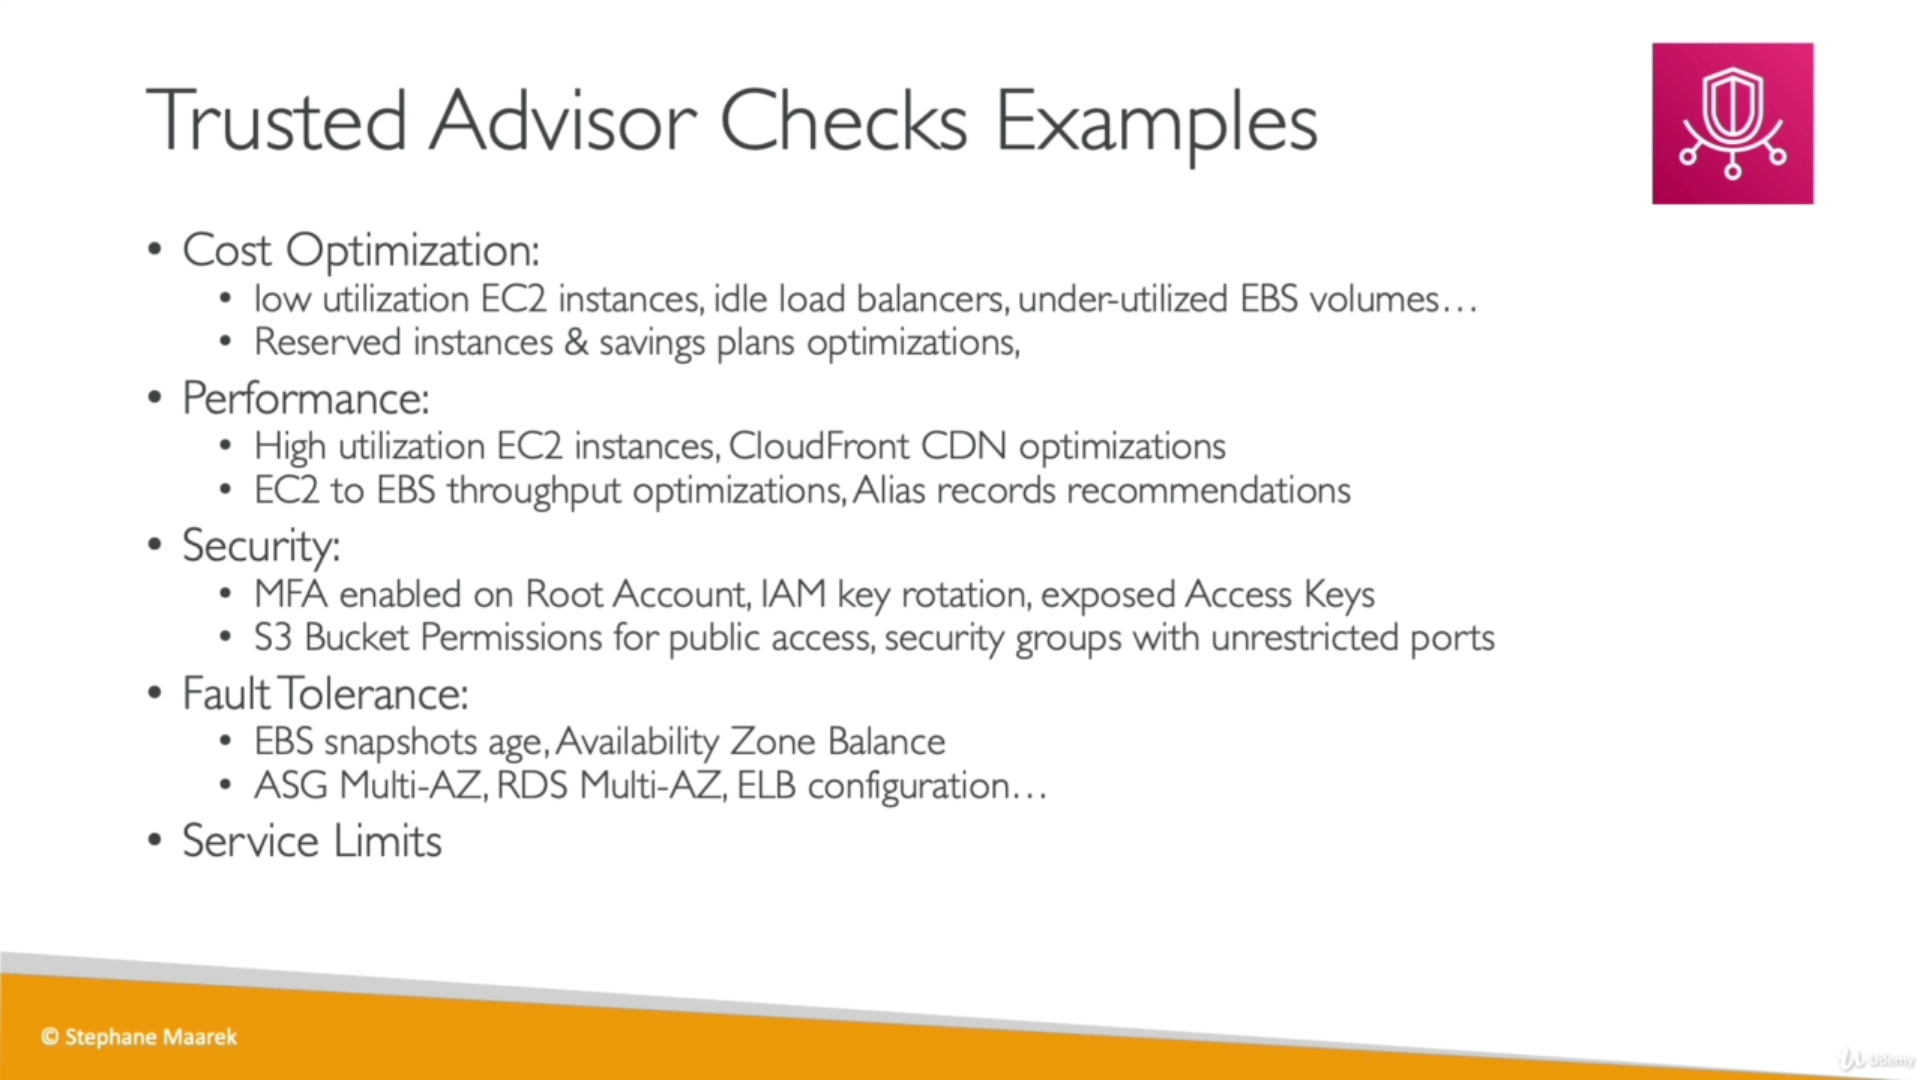 Trusted Advisor Checks Examples
• Cost Optimization:
• low utilization EC2 instances, idle load balancers, under-utilized EBS volumes…
• Reserved instances & savings plans optimizations,
• Performance:
• High utilization EC2 instances, CloudFront CDN optimizations
• EC2 to EBS throughput optimizations, Alias records recommendations
• Security:
• MFA enabled on Root Account, IAM key rotation, exposed Access Keys
• S3 Bucket Permissions for public access, security groups with unrestricted ports
• Fault Tolerance:
• EBS snapshots age, Availability Zone Balance
• ASG Multi-AZ, RDS Multi-AZ, ELB configuration…
• Service Limits
© Stephane Maarek
Udemy